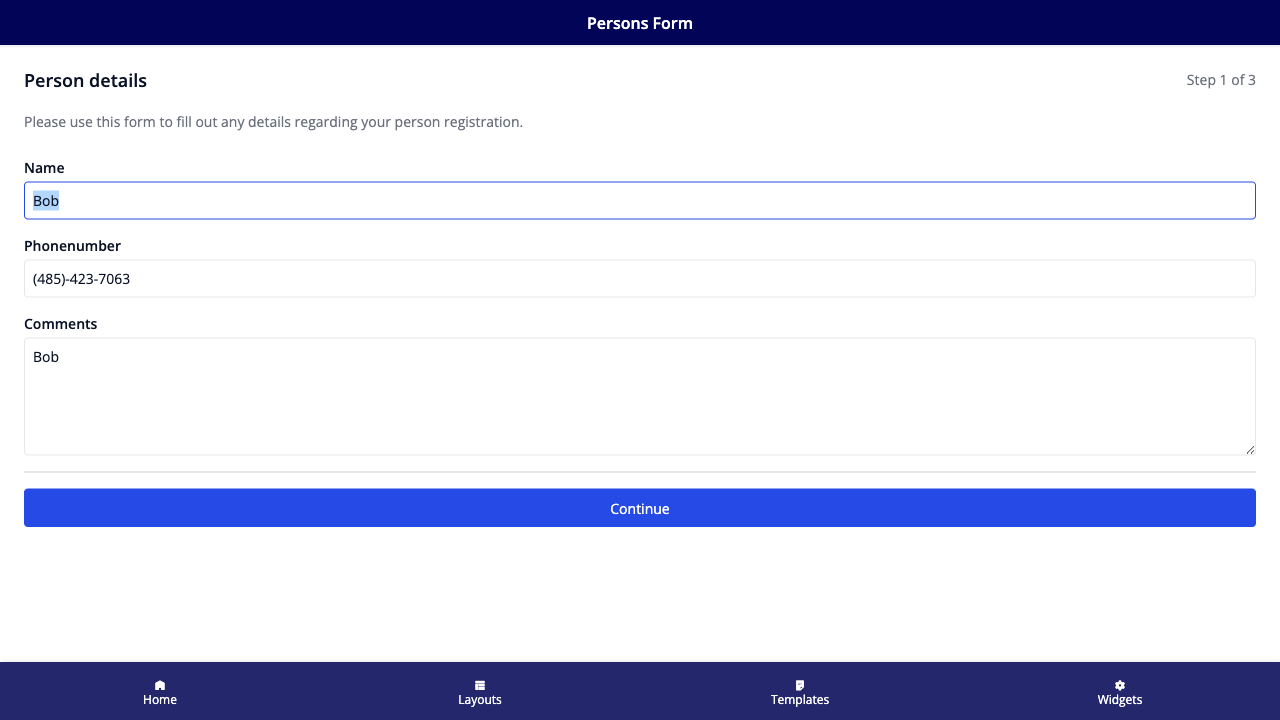 Persons Form
Person details
Step 1 of 3
Please use this form to fill out any details regarding your person registration.
Name
Bob
Phonenumber
(485)-423-7063
Comments
Bob
Continue
Home
Layouts
Templates
Widgets